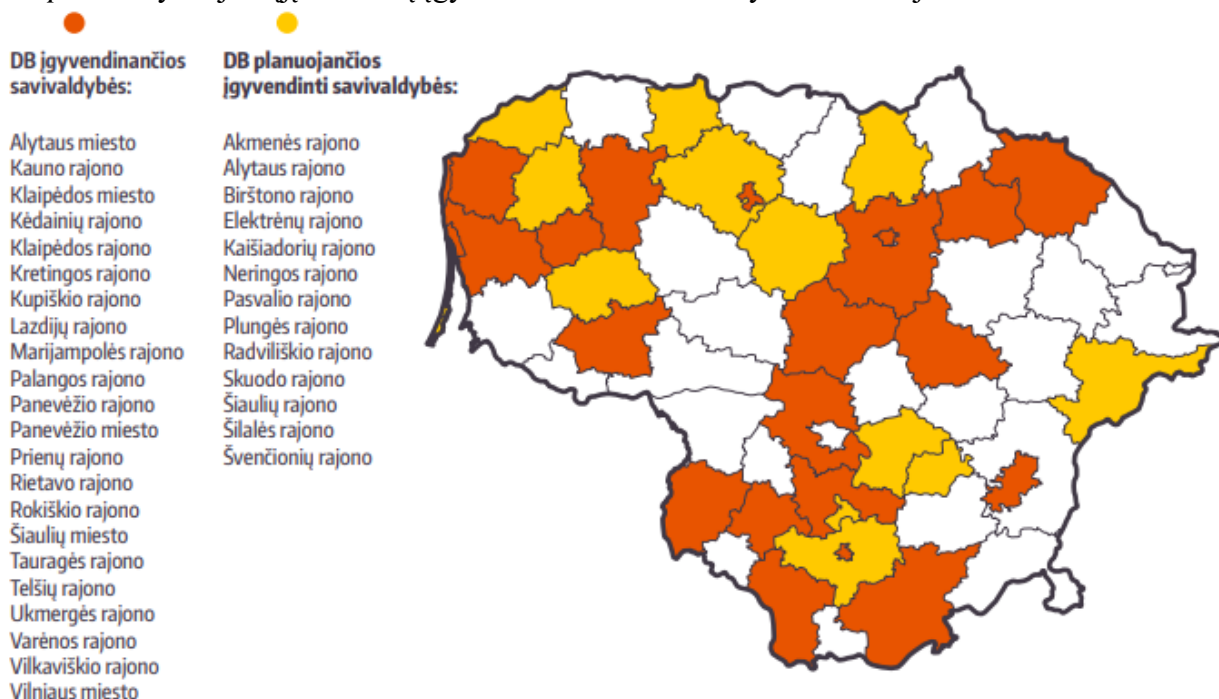 DB įgyvendinančios
savivaldybės:
Alytaus miesto
Kauno rajono
Klaipėdos miesto
Kėdainių rajono
Klaipėdos rajono
Kretingos rajono
Kupiškio rajono
Lazdijų rajono
Marijampolės rajono
Palangos rajono
Panevėžio rajono
Panevėžio miesto
Prienų rajono
Rietavo rajono
Rokiškio rajono
Šiaulių miesto
Tauragės rajono
Telšių rajono
Ukmergės rajono
Varėnos rajono
Vilkaviškio rajono
Vilniaus miesto
DB planuojančios
įgyvendinti savivaldybės:
Akmenės rajono
Alytaus rajono
Birštono rajono
Elektrėnų rajono
Kaišiadorių rajono
Neringos rajono
Pasvalio rajono
Plungės rajono
Radviliškio rajono
Skuodo rajono
Šiaulių rajono
Šilalės rajono
Švenčionių rajono